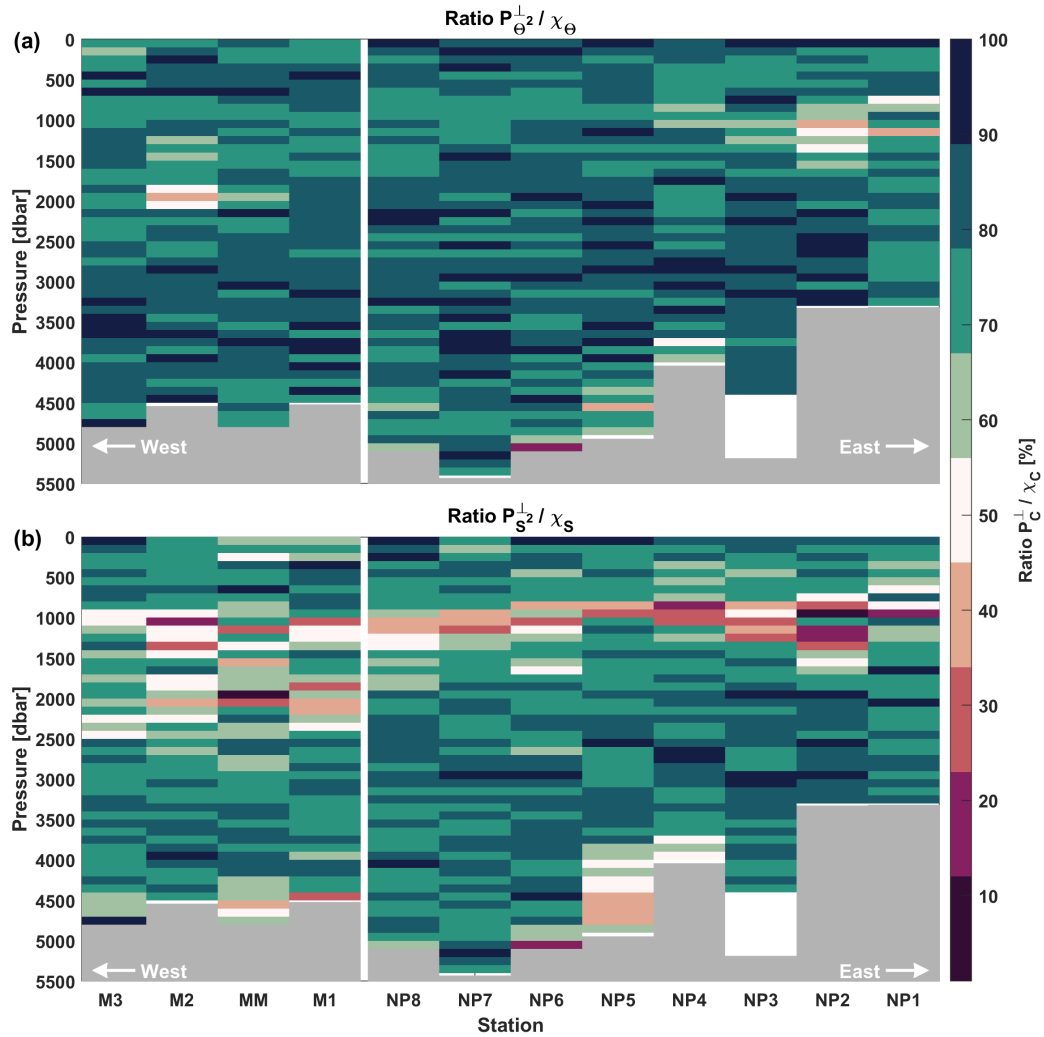 Ratio P⊥Θ² / χΘ
(a)
0
500
1000
1500
2000
2500
3000
3500
4000
4500
5000
5500
Pressure [dbar]
West
East
Ratio P⊥S² / χS
(b)
0
500
1000
1500
2000
2500
3000
3500
4000
4500
5000
5500
Pressure [dbar]
West
East
M3 M2 MM M1 NP8 NP7 NP6 NP5 NP4 NP3 NP2 NP1
Station
100
90
80
70
60
50
40
30
20
10
Ratio P⊥C / χC [%]